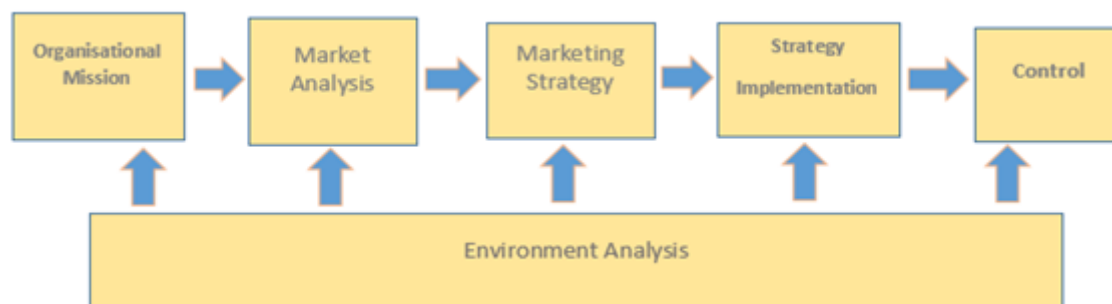 Organisational
Mission
Market
Analysis
Marketing
Strategy
Strategy
Implementation
Control
Environment Analysis